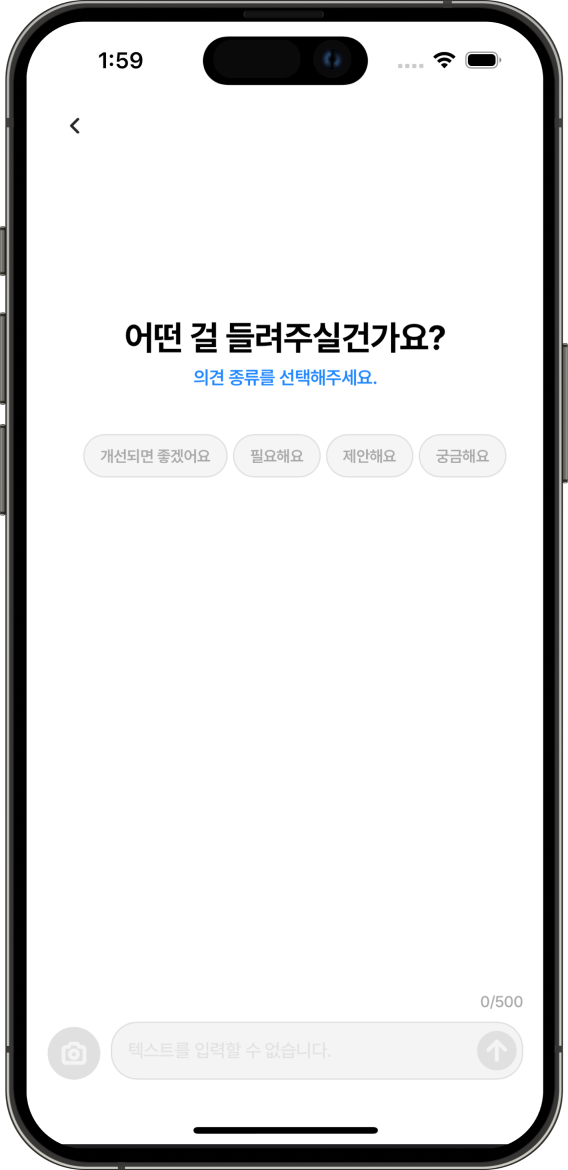 1:59
어떤 걸 들려주실건가요?
의견 종류를 선택해주세요.
개선되면 좋겠어요 필요해요 제안해요 궁금해요
0/500
텍스트를 입력할 수 없습니다.